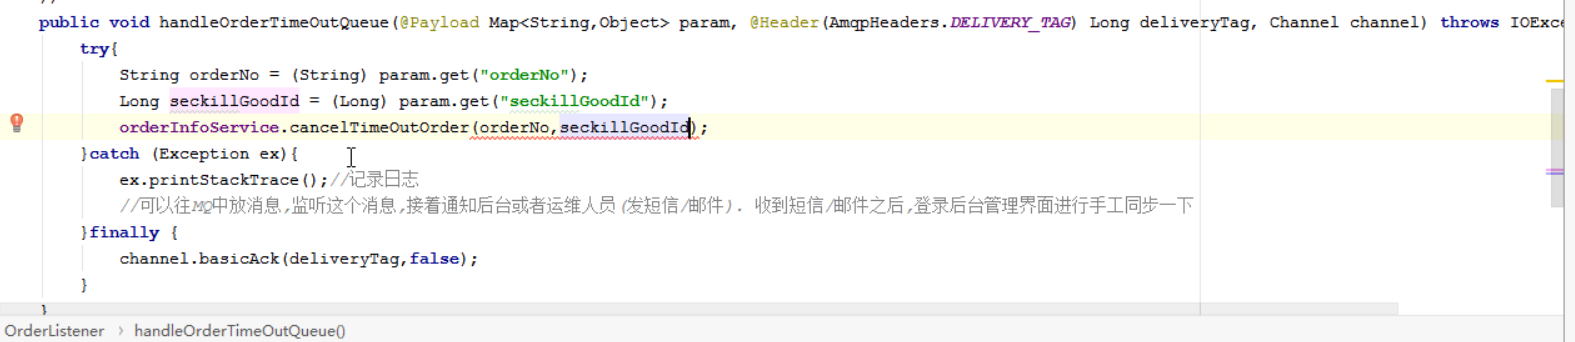 public void handleOrderTimeOutQueue(@Payload Map<String,Object> param, @Header(AmqpHeaders.DELIVERY_TAG) Long deliveryTag, Channel channel) throws IOExce
try{
String orderNo = (String) param.get("orderNo");
Long seckillGoodId = (Long) param.get("seckillGoodId");
orderInfoService.cancelTimeOutOrder(orderNo,seckillGoodId);
}catch (Exception ex){
ex.printStackTrace();//记录日志
//可以往MQ中放消息,监听这个消息,接着通知后台或者运维人员(发短信/邮件). 收到短信/邮件之后,登录后台管理界面进行手工同步一下
}finally {
channel.basicAck(deliveryTag,false);
}
}
OrderListener › handleOrderTimeOutQueue()